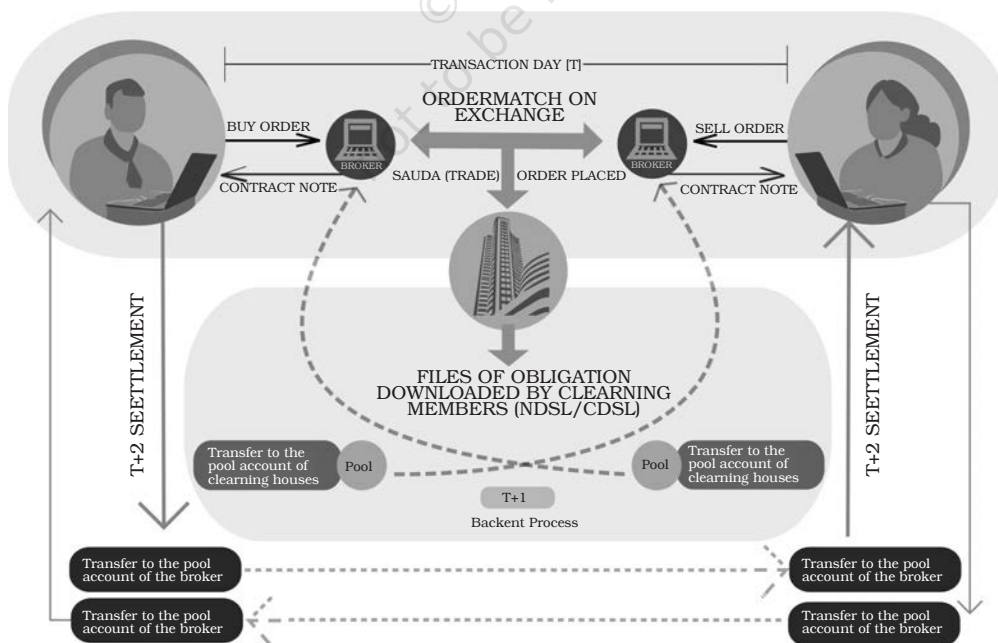 © 
not to be
TRANSACTION DAY [T]
ORDERMATCH ON
EXCHANGE
BUY ORDER
SELL ORDER
BROKER
BROKER
CONTRACT NOTE
SAUDA (TRADE)
ORDER PLACED
CONTRACT NOTE
T+2 SEETTLEMENT
T+2 SEETTLEMENT
FILES OF OBLIGATION
DOWNLOADED BY CLEARNING
MEMBERS (NDSL/CDSL)
Transfer to the
pool account of
clearning houses
Pool
Pool
Transfer to the
pool account of
clearning houses
T+1
Backent Process
Transfer to the pool
account of the broker
Transfer to the pool
account of the broker
Transfer to the pool
account of the broker
Transfer to the pool
account of the broker